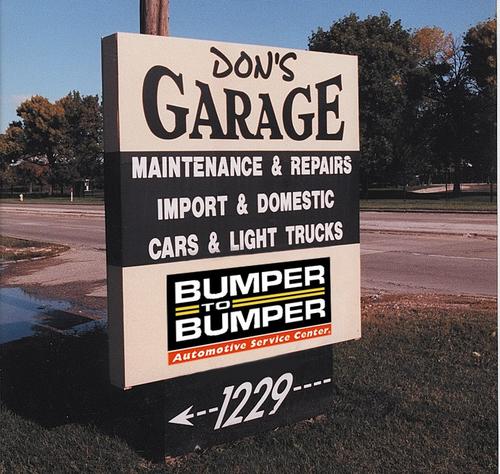 DON'S
GARAGE
MAINTENANCE & REPAIRS
IMPORT & DOMESTIC
CARS & LIGHT TRUCKS
BUMPER
TO
BUMPER
Automotive Service Center.
1229